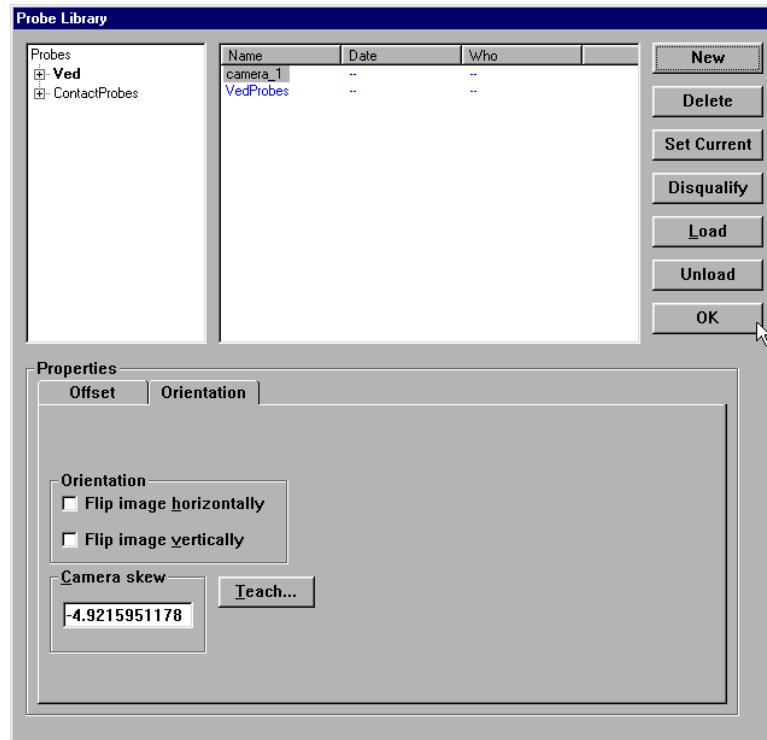 Probe Library
Probes
Ved
ContactProbes
Name Date Who
camera_1 -- --
VedProbes -- --
New
Delete
Set Current
Disqualify
Load
Unload
OK
Properties
Offset Orientation
Orientation
Flip image horizontally
Flip image vertically
Camera skew
-4.9215951178
Teach...